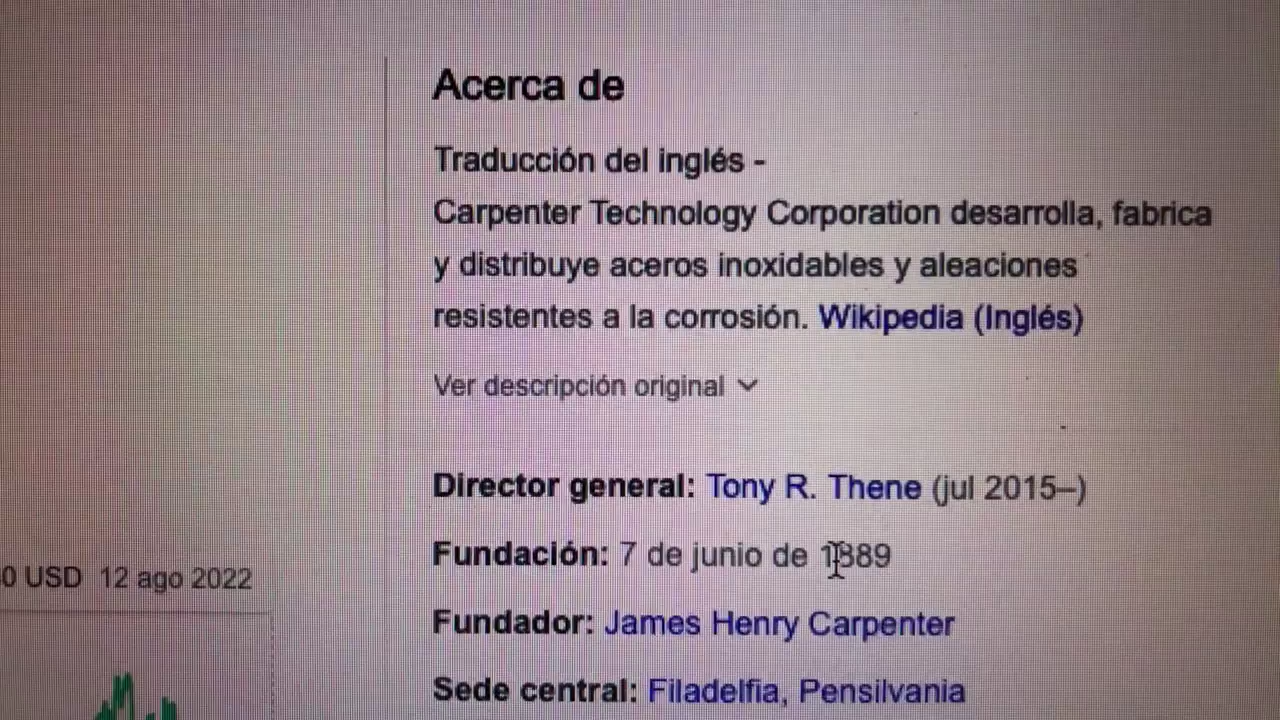 Acerca de
Traducción del inglés -
Carpenter Technology Corporation desarrolla, fabrica
y distribuye aceros inoxidables y aleaciones
resistentes a la corrosión. Wikipedia (Inglés)
Ver descripción original
Director general: Tony R. Thene (jul 2015–)
Fundación: 7 de junio de 1889
Fundador: James Henry Carpenter
Sede central: Filadelfia, Pensilvania
0 USD 12 ago 2022